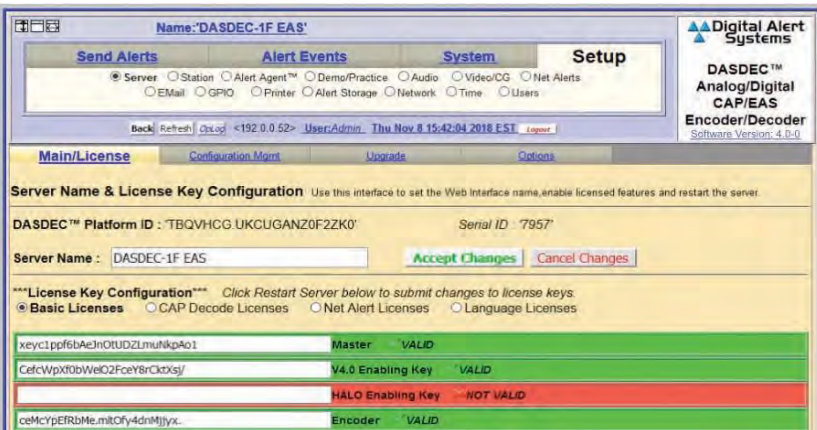 Name:'DASDEC-1F EAS'
Digital Alert Systems
Send Alerts Alert Events System Setup
DASDEC™ Analog/Digital CAP/EAS Encoder/Decoder
Software Version: 4.0-0
Server Station Alert Agent™ Demo/Practice Audio Video/CG Net Alerts
EMail GPIO Printer Alert Storage Network Time Users
Back Refresh OpLog <192.0.0.52> User:Admin Thu Nov 8 15:42:04 2018 EST Logout
Main/License Configuration Mgmt Upgrade Options
Server Name & License Key Configuration Use this interface to set the Web Interface name,enable licensed features and restart the server.
DASDEC™ Platform ID : 'TBQVHCG.UKCUGANZ0F2ZK0' Serial ID : '7957'
Server Name : DASDEC-1F EAS Accept Changes Cancel Changes
***License Key Configuration*** Click Restart Server below to submit changes to license keys.
Basic Licenses CAP Decode Licenses Net Alert Licenses Language Licenses
xeyc1ppf6bAeJnOtUDZLmuNkpAo1 Master VALID
CefcWpXf0bWelO2FceY8rCktXsj/ V4.0 Enabling Key VALID
HALO Enabling Key NOT VALID
ceMcYpEfRbMe.mltOfy4dnMjjyx. Encoder VALID